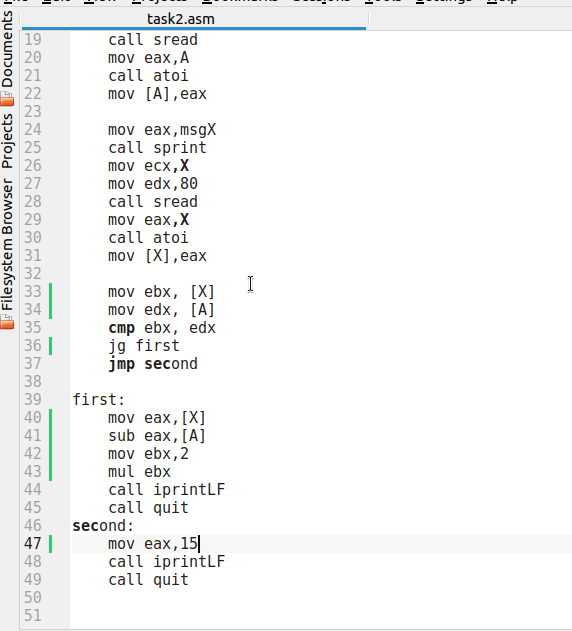 task2.asm
Documents
Projects
Filesystem Browser
19 call sread
20 mov eax,A
21 call atoi
22 mov [A],eax
23
24 mov eax,msgX
25 call sprint
26 mov ecx,X
27 mov edx,80
28 call sread
29 mov eax,X
30 call atoi
31 mov [X],eax
32
33 mov ebx, [X]
34 mov edx, [A]
35 cmp ebx, edx
36 jg first
37 jmp second
38
39 first:
40 mov eax,[X]
41 sub eax,[A]
42 mov ebx,2
43 mul ebx
44 call iprintLF
45 call quit
46 second:
47 mov eax,15
48 call iprintLF
49 call quit
50
51